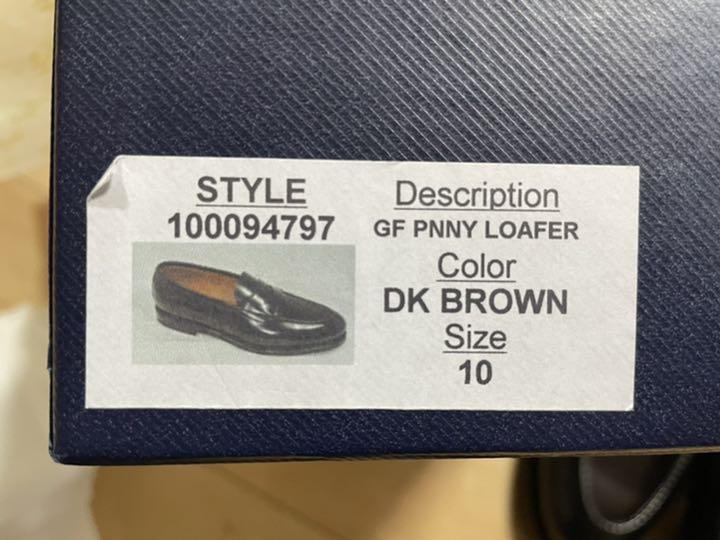 STYLE
100094797
Description
GF PNNY LOAFER
Color
DK BROWN
Size
10